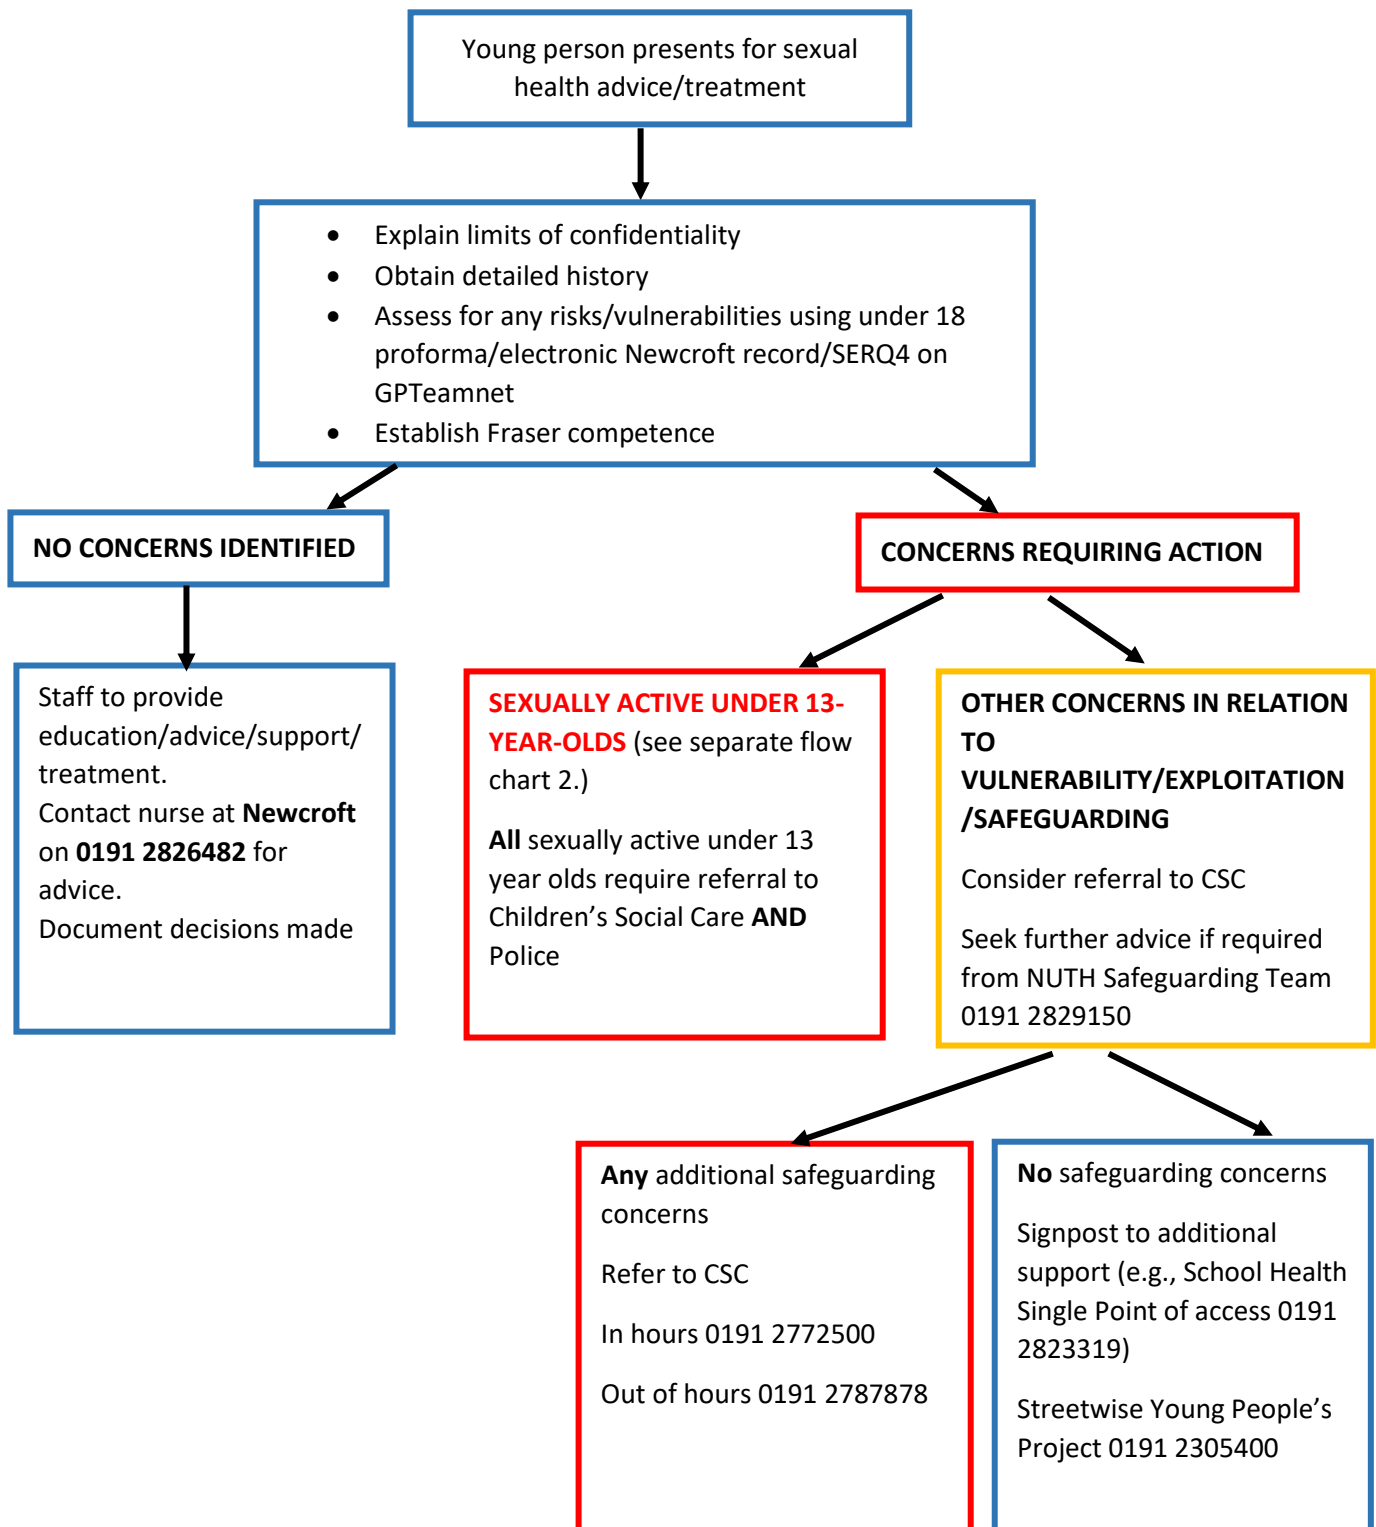 Young person presents for sexual
health advice/treatment
• Explain limits of confidentiality
• Obtain detailed history
• Assess for any risks/vulnerabilities using under 18
proforma/electronic Newcroft record/SERQ4 on
GPTeamnet
• Establish Fraser competence
NO CONCERNS IDENTIFIED
CONCERNS REQUIRING ACTION
Staff to provide
education/advice/support/
treatment.
Contact nurse at Newcroft
on 0191 2826482 for
advice.
Document decisions made
SEXUALLY ACTIVE UNDER 13-
YEAR-OLDS (see separate flow
chart 2.)
All sexually active under 13
year olds require referral to
Children’s Social Care AND
Police
OTHER CONCERNS IN RELATION
TO
VULNERABILITY/EXPLOITATION
/SAFEGUARDING
Consider referral to CSC
Seek further advice if required
from NUTH Safeguarding Team
0191 2829150
Any additional safeguarding
concerns
Refer to CSC
In hours 0191 2772500
Out of hours 0191 2787878
No safeguarding concerns
Signpost to additional
support (e.g., School Health
Single Point of access 0191
2823319)
Streetwise Young People’s
Project 0191 2305400